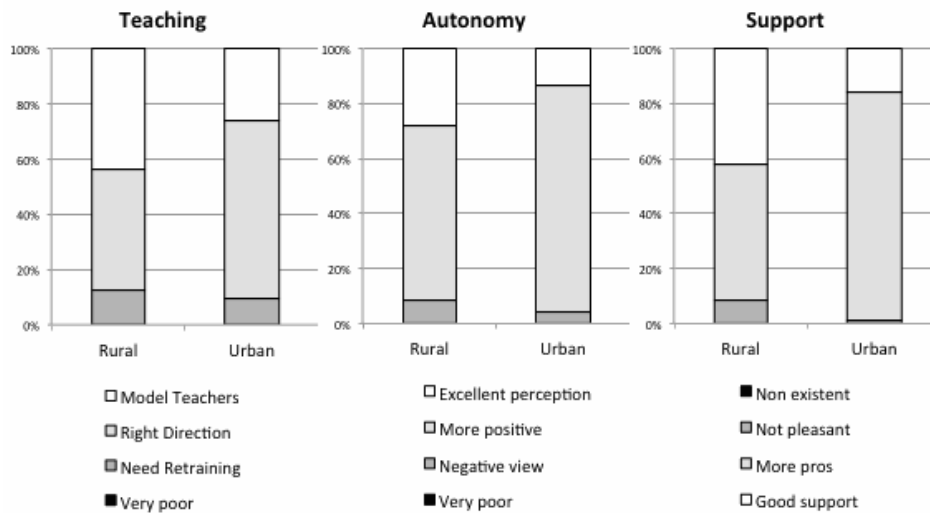 Teaching
100%
80%
60%
40%
20%
0%
Rural Urban
Model Teachers
Right Direction
Need Retraining
Very poor
Autonomy
100%
80%
60%
40%
20%
0%
Rural Urban
Excellent perception
More positive
Negative view
Very poor
Support
100%
80%
60%
40%
20%
0%
Rural Urban
Non existent
Not pleasant
More pros
Good support